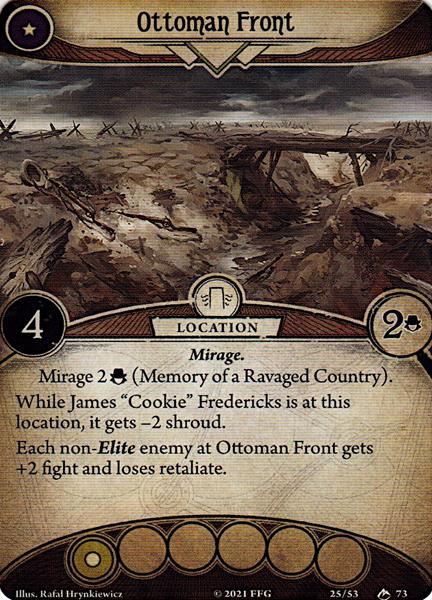 Ottoman Front
4
LOCATION
2
Mirage.
Mirage 2 (Memory of a Ravaged Country).
While James “Cookie” Fredericks is at this
location, it gets –2 shroud.
Each non-Elite enemy at Ottoman Front gets
+2 fight and loses retaliate.
Illus. Rafał Hrynkiewicz
© 2021 FFG
25/53
73